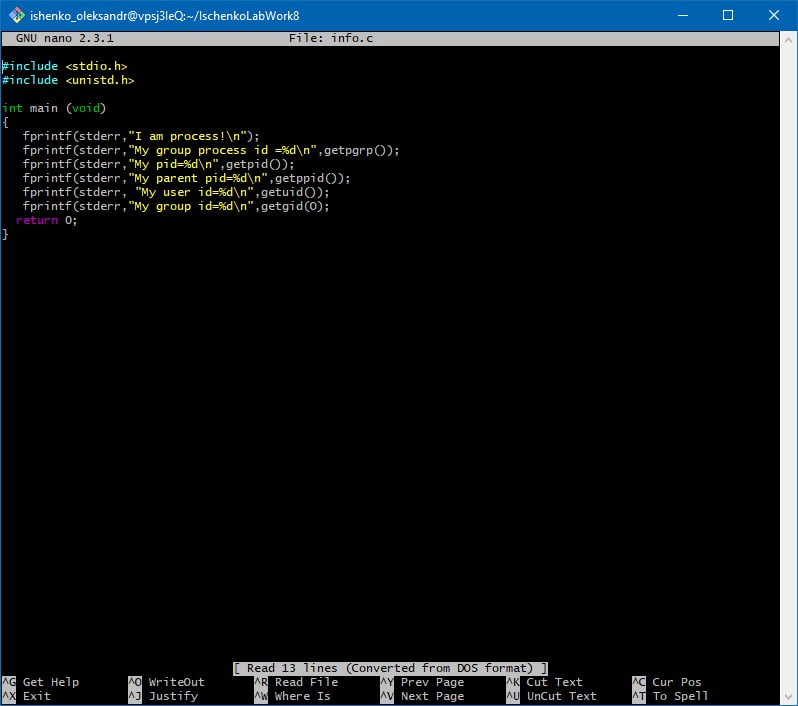 ishenko_oleksandr@vpsj3leQ:~/IschenkoLabWork8
GNU nano 2.3.1 File: info.c
#include <stdio.h>
#include <unistd.h>
int main (void)
{
fprintf(stderr,"I am process!\n");
fprintf(stderr,"My group process id =%d\n",getpgrp());
fprintf(stderr,"My pid=%d\n",getpid());
fprintf(stderr,"My parent pid=%d\n",getppid());
fprintf(stderr, "My user id=%d\n",getuid());
fprintf(stderr,"My group id=%d\n",getgid());
return 0;
}
[ Read 13 lines (Converted from DOS format) ]
^G Get Help ^O WriteOut ^R Read File ^Y Prev Page ^K Cut Text ^C Cur Pos
^X Exit ^J Justify ^W Where Is ^V Next Page ^U UnCut Text ^T To Spell